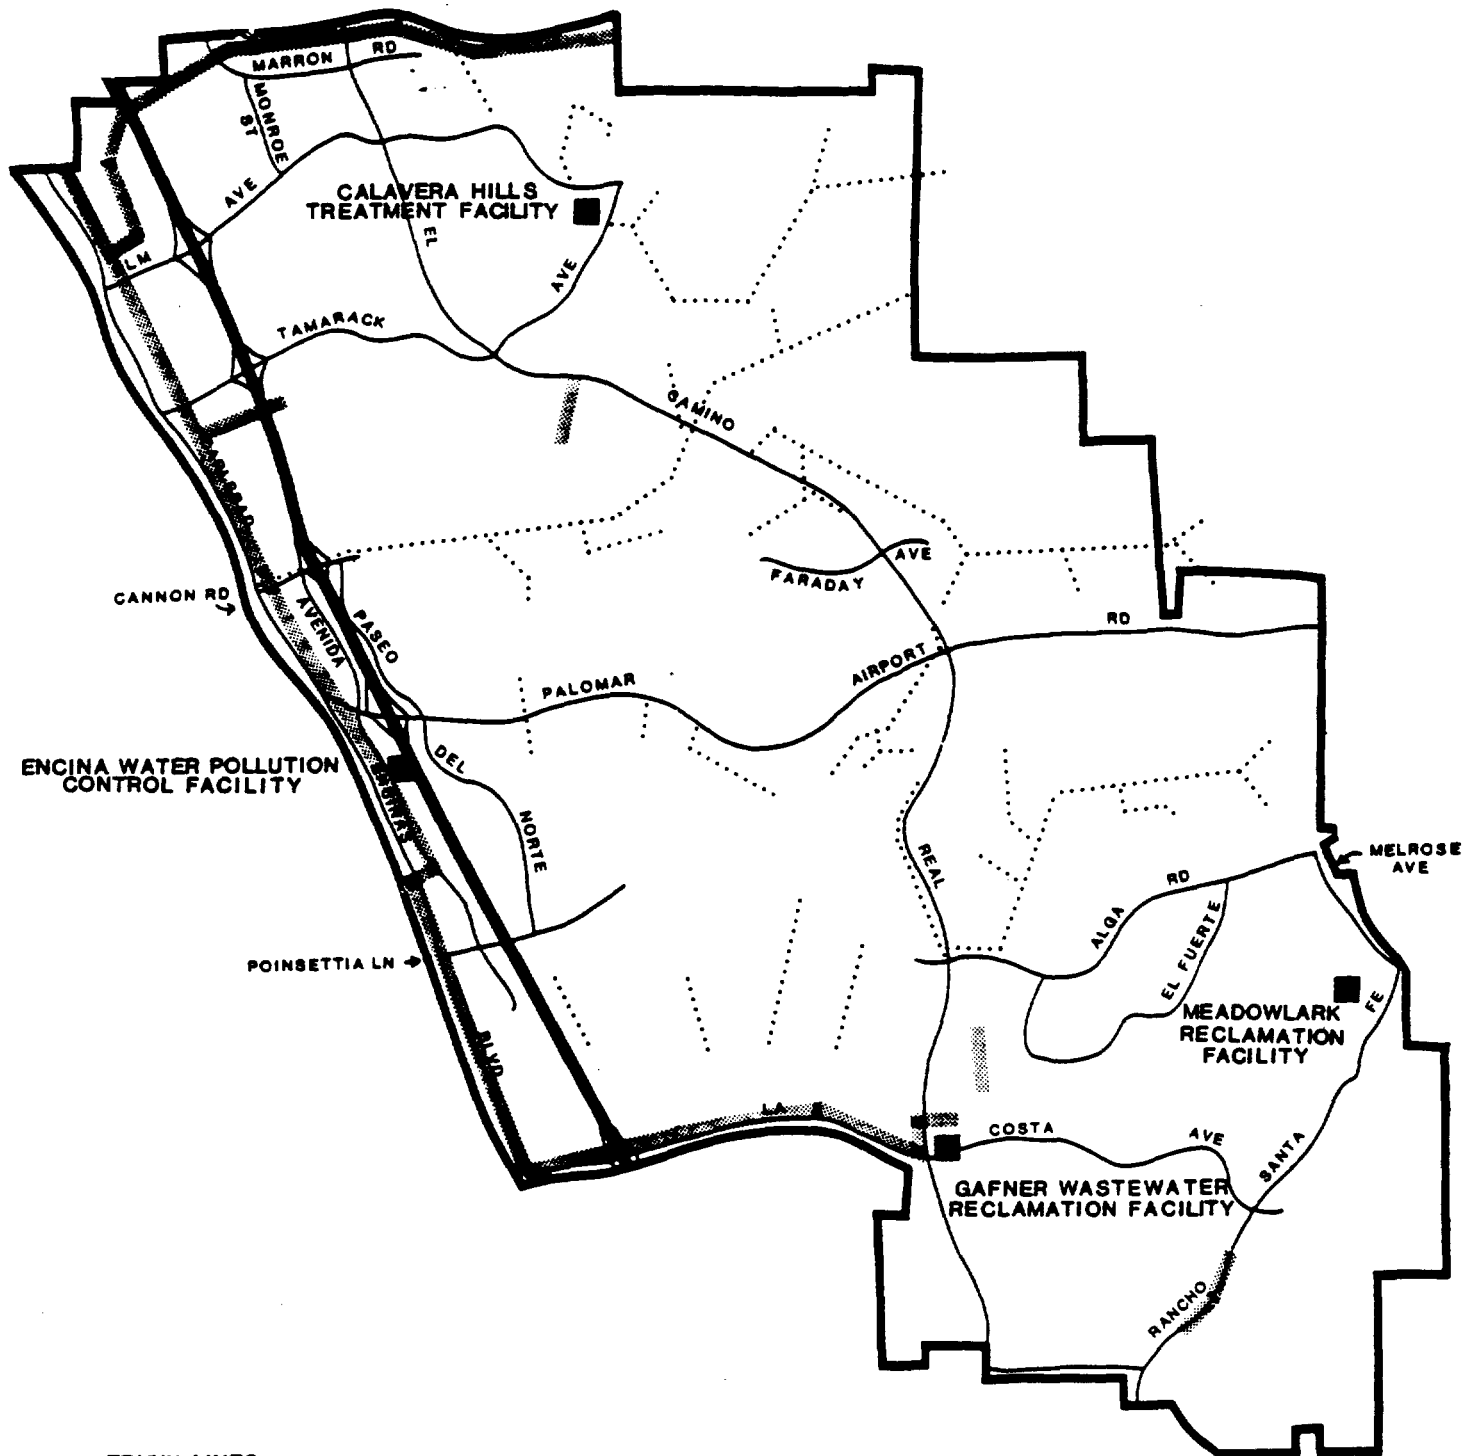 MARRON RD
MONROE
ST
AVE
CALAVERA HILLS
TREATMENT FACILITY
EL
ELM
AVE
TAMARACK
CAMINO
CARLSBAD
CANNON RD
AVENIDA
PASEO
FARADAY AVE
RD
AIRPORT
PALOMAR
ENCINA WATER POLLUTION
CONTROL FACILITY
ENCINAS
DEL
NORTE
REAL
MELROSE
AVE
RD
ALGA
EL FUERTE
POINSETTIA LN
MEADOWLARK
RECLAMATION
FACILITY
FE
BLVD
LA
COSTA
AVE
SANTA
GAFNER WASTEWATER
RECLAMATION FACILITY
RANCHO